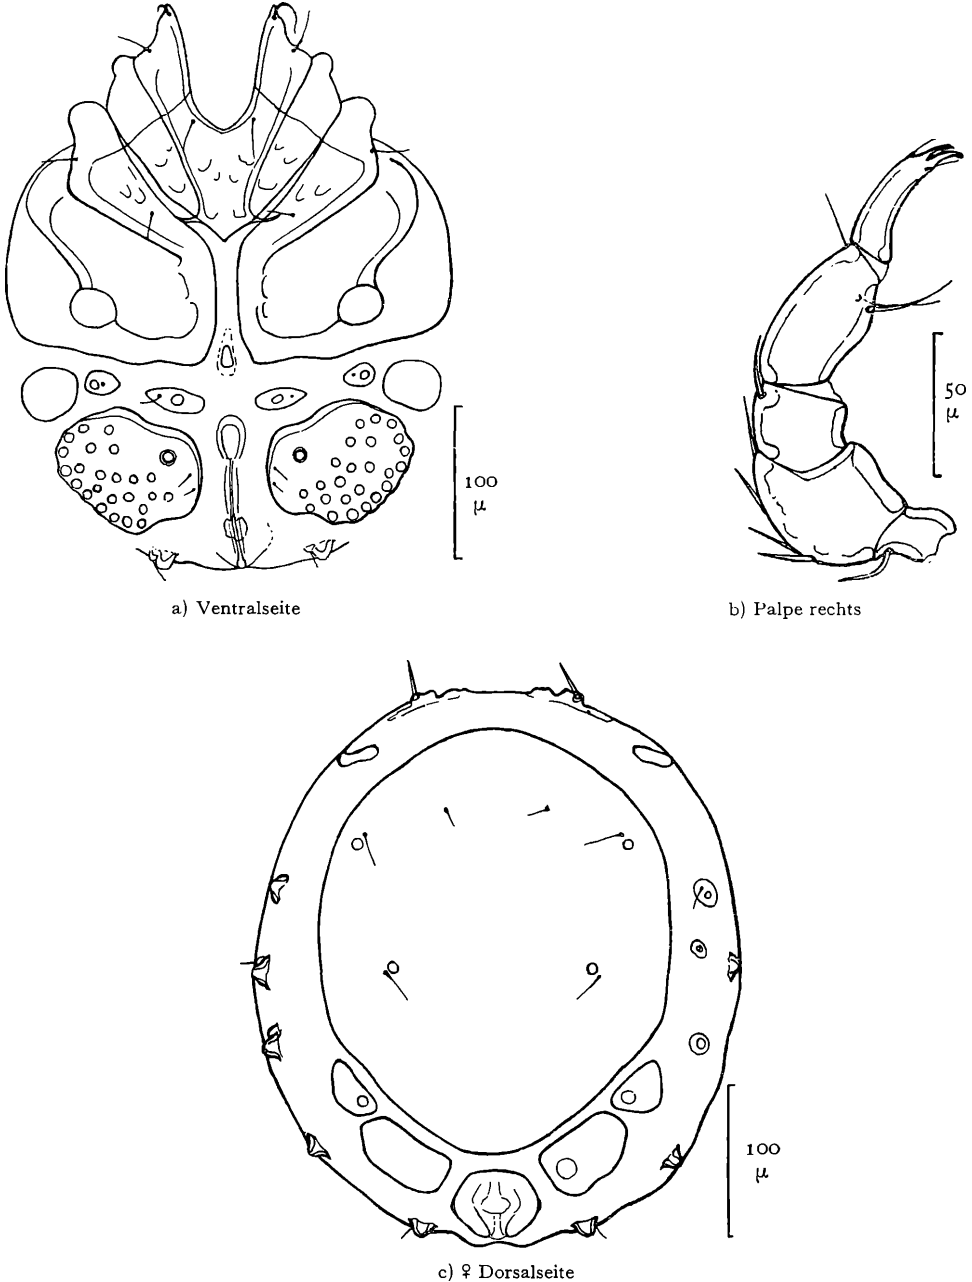 50
μ
100
μ
a) Ventralseite
b) Palpe rechts
100
μ
c) ♀ Dorsalseite